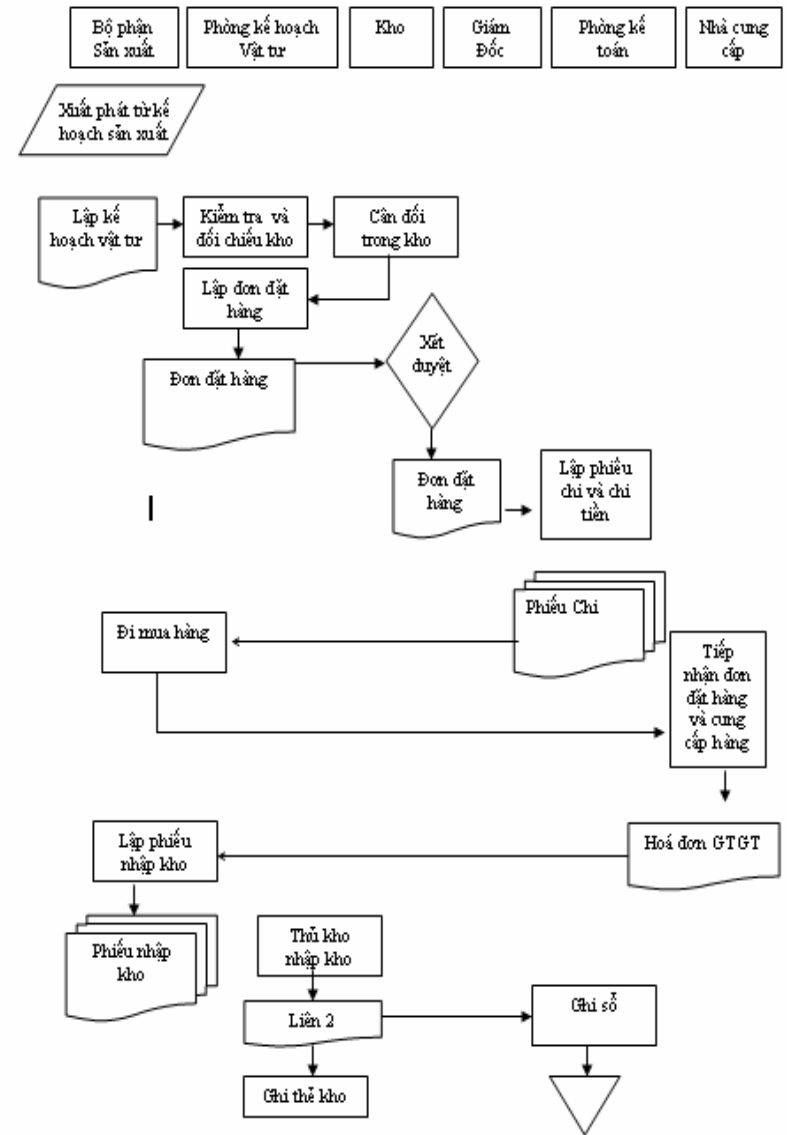 Bộ phận
Sản xuất
Phòng kế hoạch
Vật tư
Kho
Giám
Đốc
Phòng kế
toán
Nhà cung
cấp
Xuất phát từ kế
hoạch sản xuất
Lập kế
hoạch vật tư
Kiểm tra và
đối chiếu kho
Cân đối
trong kho
Lập đơn đặt
hàng
Xét
duyệt
Đơn đặt hàng
Đơn đặt
hàng
Lập phiếu
chi và chi
tiền
Phiếu Chi
Đi mua hàng
Tiếp
nhận đơn
đặt hàng
và cung
cấp hàng
Lập phiếu
nhập kho
Hoá đơn GTGT
Phiếu nhập
kho
Thủ kho
nhập kho
Liên 2
Ghi sổ
Ghi thẻ kho